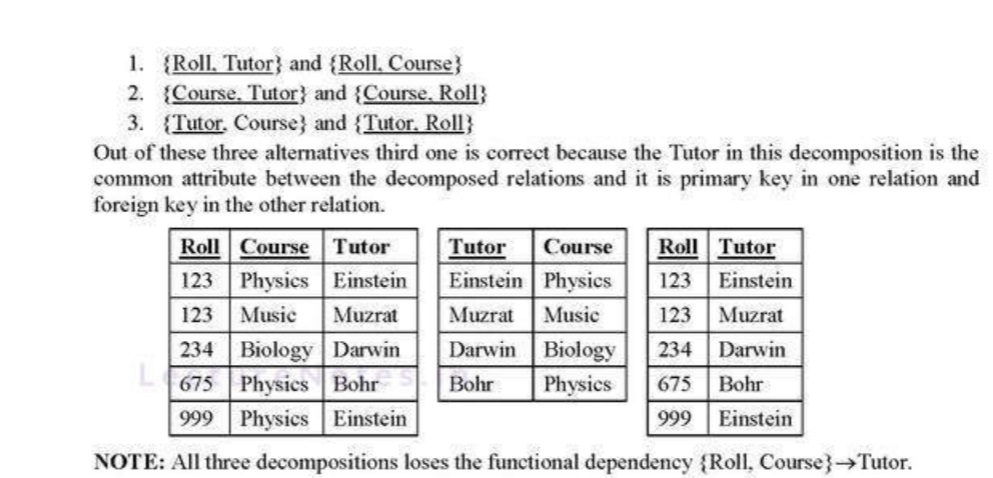 1. {Roll, Tutor} and {Roll, Course}
2. {Course, Tutor} and {Course, Roll}
3. {Tutor, Course} and {Tutor, Roll}
Out of these three alternatives third one is correct because the Tutor in this decomposition is the
common attribute between the decomposed relations and it is primary key in one relation and
foreign key in the other relation.
Roll Course Tutor Tutor Course Roll Tutor
123 Physics Einstein Einstein Physics 123 Einstein
123 Music Muzrat Muzrat Music 123 Muzrat
234 Biology Darwin Darwin Biology 234 Darwin
675 Physics Bohr Bohr Physics 675 Bohr
999 Physics Einstein 999 Einstein
NOTE: All three decompositions loses the functional dependency {Roll, Course}→Tutor.